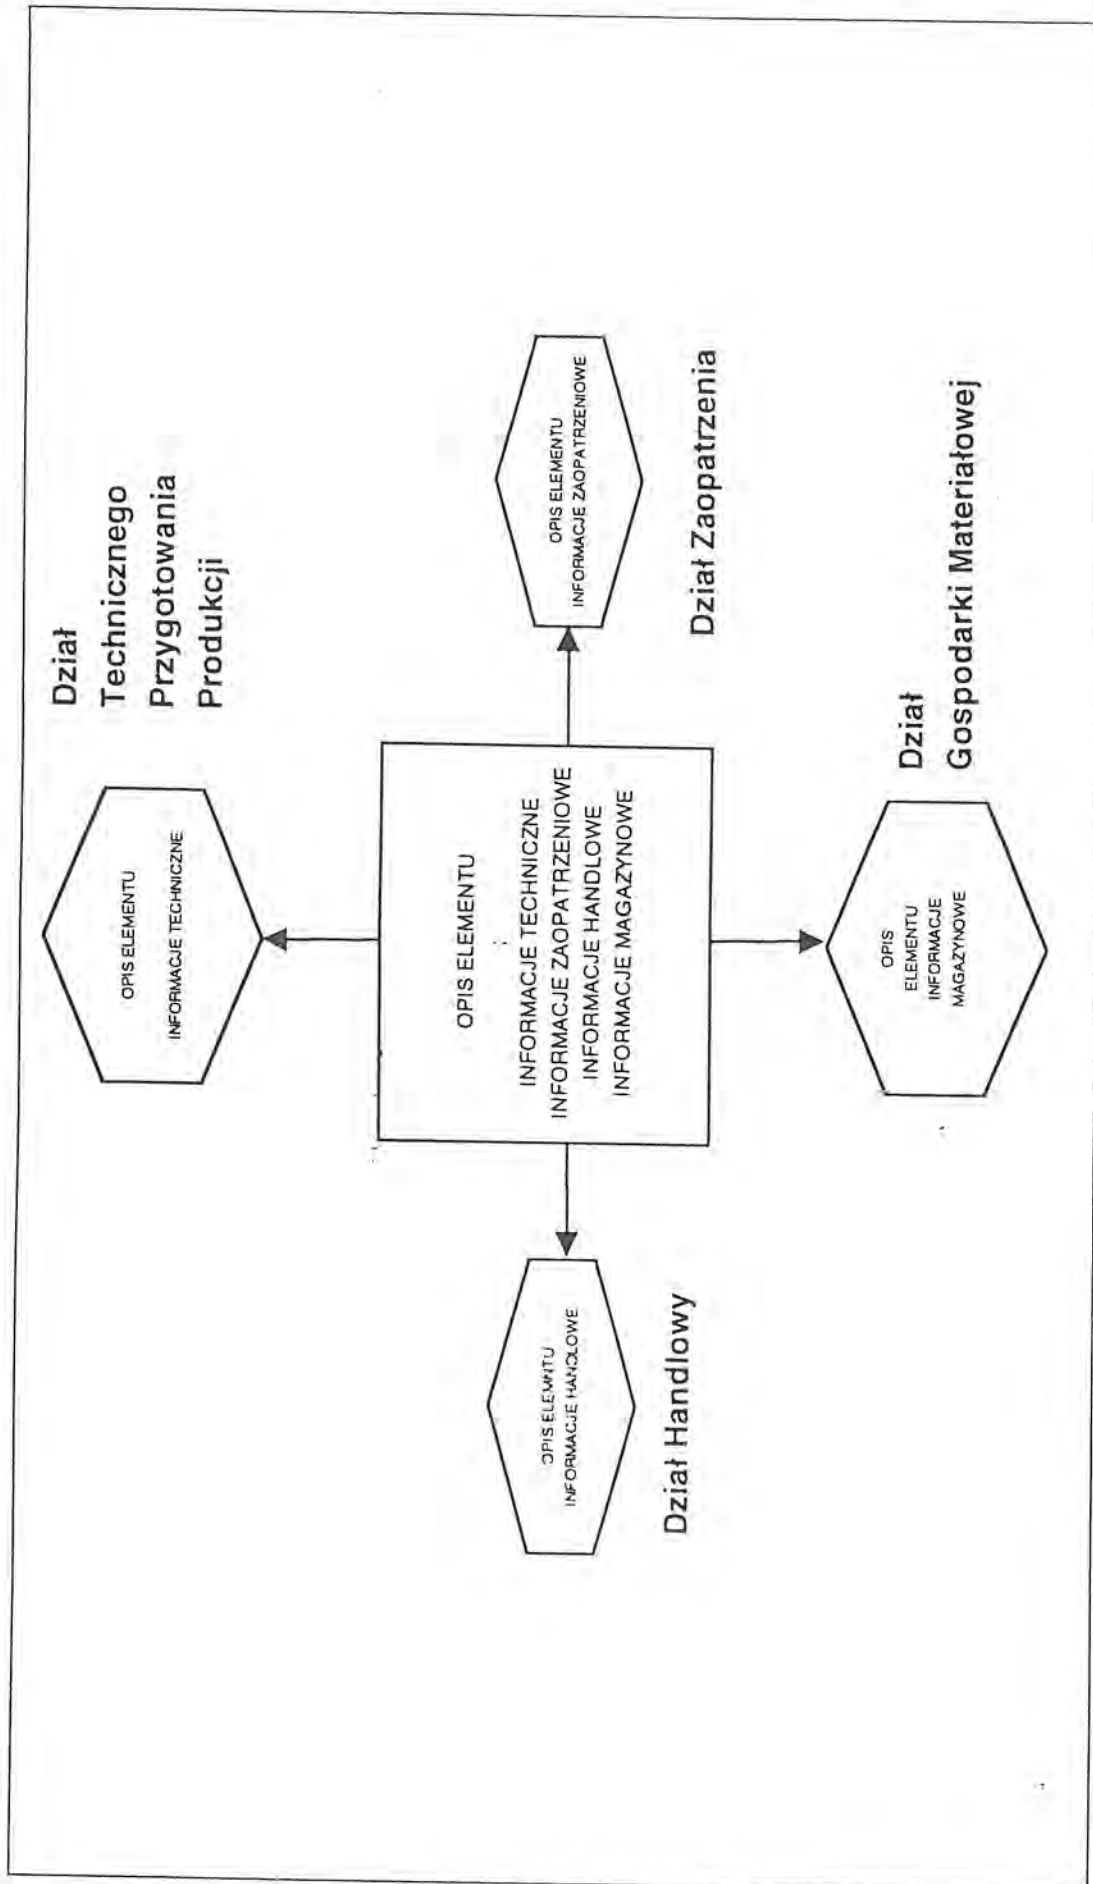 Dział
Technicznego
Przygotowania
Produkcji
OPIS ELEMENTU
INFORMACJE TECHNICZNE
OPIS ELEMNTU
INFORMACJE HANDLOWE
Dział Handlowy
OPIS ELEMENTU
INFORMACJE TECHNICZNE
INFORMACJE ZAOPATRZENIOWE
INFORMACJE HANDLOWE
INFORMACJE MAGAZYNOWE
OPIS ELEMENTU
INFORMACJE ZAOPATRZENIOWE
Dział Zaopatrzenia
OPIS
ELEMENTU
INFORMACJE
MAGAZYNOWE
Dział
Gospodarki Materiałowej